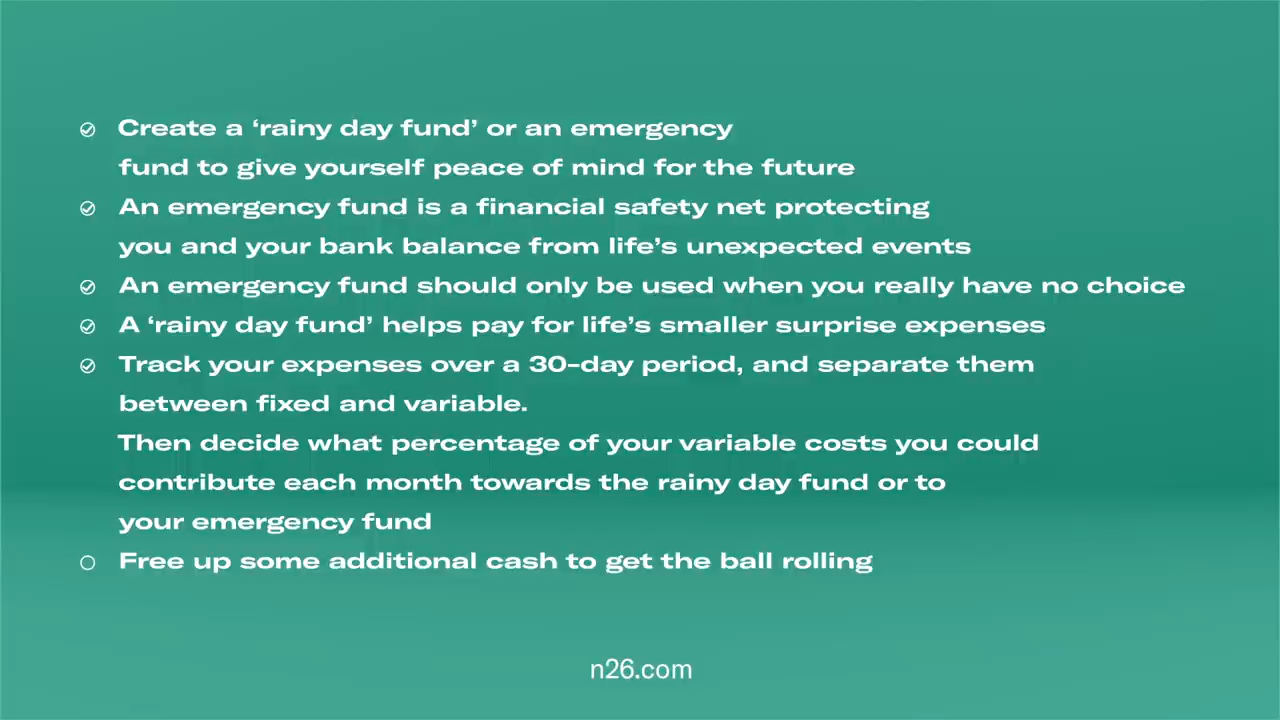 Create a ‘rainy day fund’ or an emergency
fund to give yourself peace of mind for the future
An emergency fund is a financial safety net protecting
you and your bank balance from life’s unexpected events
An emergency fund should only be used when you really have no choice
A ‘rainy day fund’ helps pay for life’s smaller surprise expenses
Track your expenses over a 30-day period, and separate them
between fixed and variable.
Then decide what percentage of your variable costs you could
contribute each month towards the rainy day fund or to
your emergency fund
Free up some additional cash to get the ball rolling
n26.com